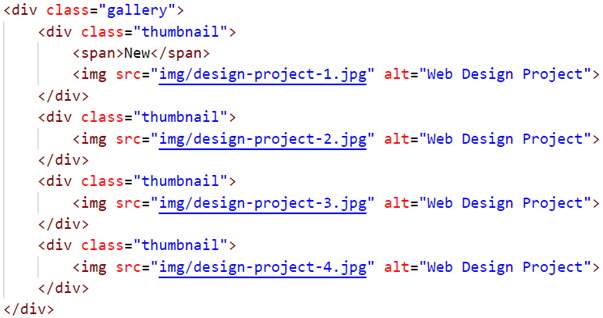 <div class="gallery">
    <div class="thumbnail">
        <span>New</span>
        <img src="img/design-project-1.jpg" alt="Web Design Project">
    </div>
    <div class="thumbnail">
        <img src="img/design-project-2.jpg" alt="Web Design Project">
    </div>
    <div class="thumbnail">
        <img src="img/design-project-3.jpg" alt="Web Design Project">
    </div>
    <div class="thumbnail">
        <img src="img/design-project-4.jpg" alt="Web Design Project">
    </div>
</div>